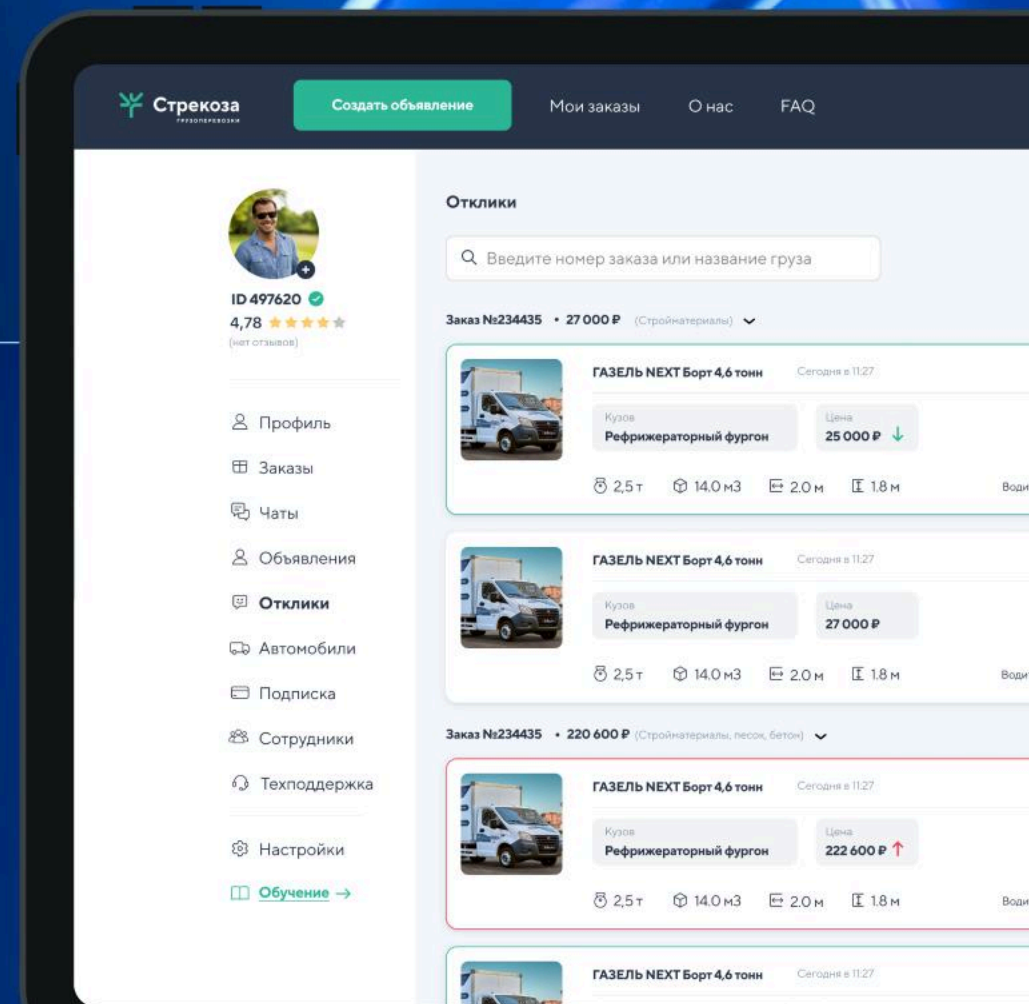 Стрекоза
ГРУЗОПЕРЕВОЗКИ
Создать объявление
Мои заказы
О нас
FAQ
ID 497620
4,78
(нет отзывов)
Профиль
Заказы
Чаты
Объявления
Отклики
Автомобили
Подписка
Сотрудники
Техподдержка
Настройки
Обучение →
Отклики
Введите номер заказа или название груза
Заказ №234435 • 27 000 ₽ (Стройматериалы)
ГАЗЕЛЬ NEXT Борт 4,6 тонн Сегодня в 11:27
Кузов
Рефрижераторный фургон
Цена
25 000 ₽ ↓
2,5 т 14.0 м3 2.0 м 1.8 м Води
ГАЗЕЛЬ NEXT Борт 4,6 тонн Сегодня в 11:27
Кузов
Рефрижераторный фургон
Цена
27 000 ₽
2,5 т 14.0 м3 2.0 м 1.8 м Води
Заказ №234435 • 220 600 ₽ (Стройматериалы, песок, бетон)
ГАЗЕЛЬ NEXT Борт 4,6 тонн Сегодня в 11:27
Кузов
Рефрижераторный фургон
Цена
222 600 ₽ ↑
2,5 т 14.0 м3 2.0 м 1.8 м Води
ГАЗЕЛЬ NEXT Борт 4,6 тонн Сегодня в 11:27